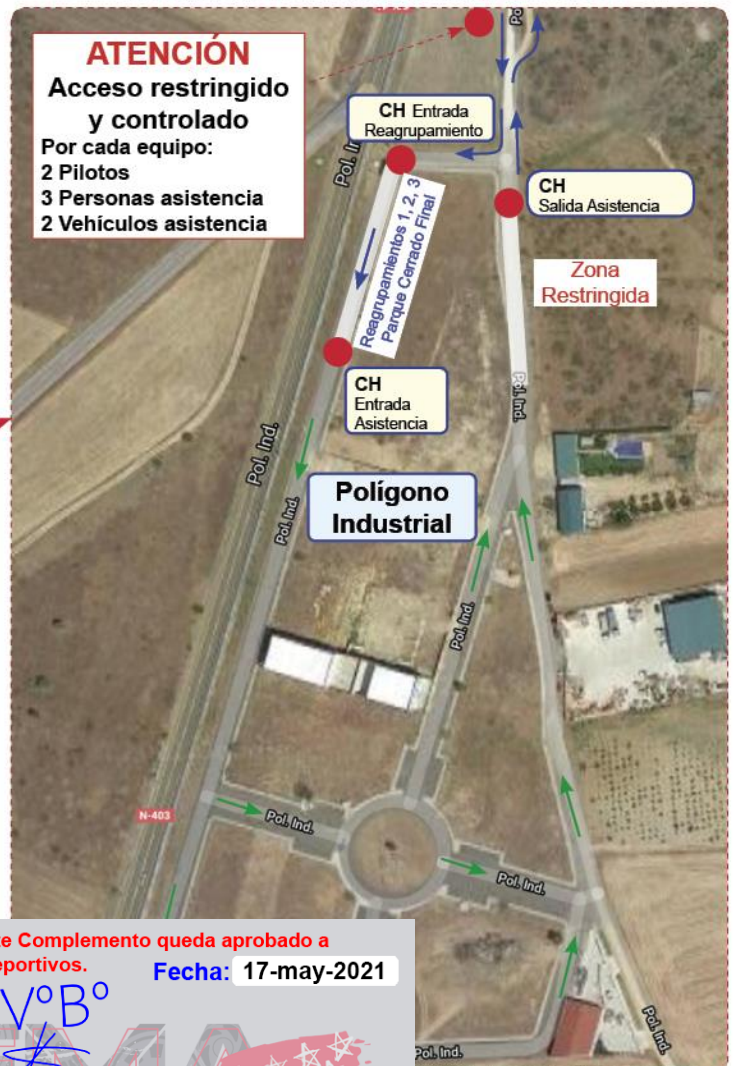 ATENCIÓN
Acceso restringido
y controlado
Por cada equipo:
2 Pilotos
3 Personas asistencia
2 Vehículos asistencia
CH Entrada
Reagrupamiento
CH
Salida Asistencia
Reagrupamientos 1, 2, 3
Parque Cerrado Final
Zona
Restringida
CH
Entrada
Asistencia
Pol. Ind.
Pol. Ind.
Pol. Ind.
Polígono
Industrial
Pol. Ind.
N-403
Pol. Ind.
Pol. Ind.
Complemento queda aprobado a
Fecha: 17-may-2021
VºBº
Pol. Ind.
Pol. Ind.